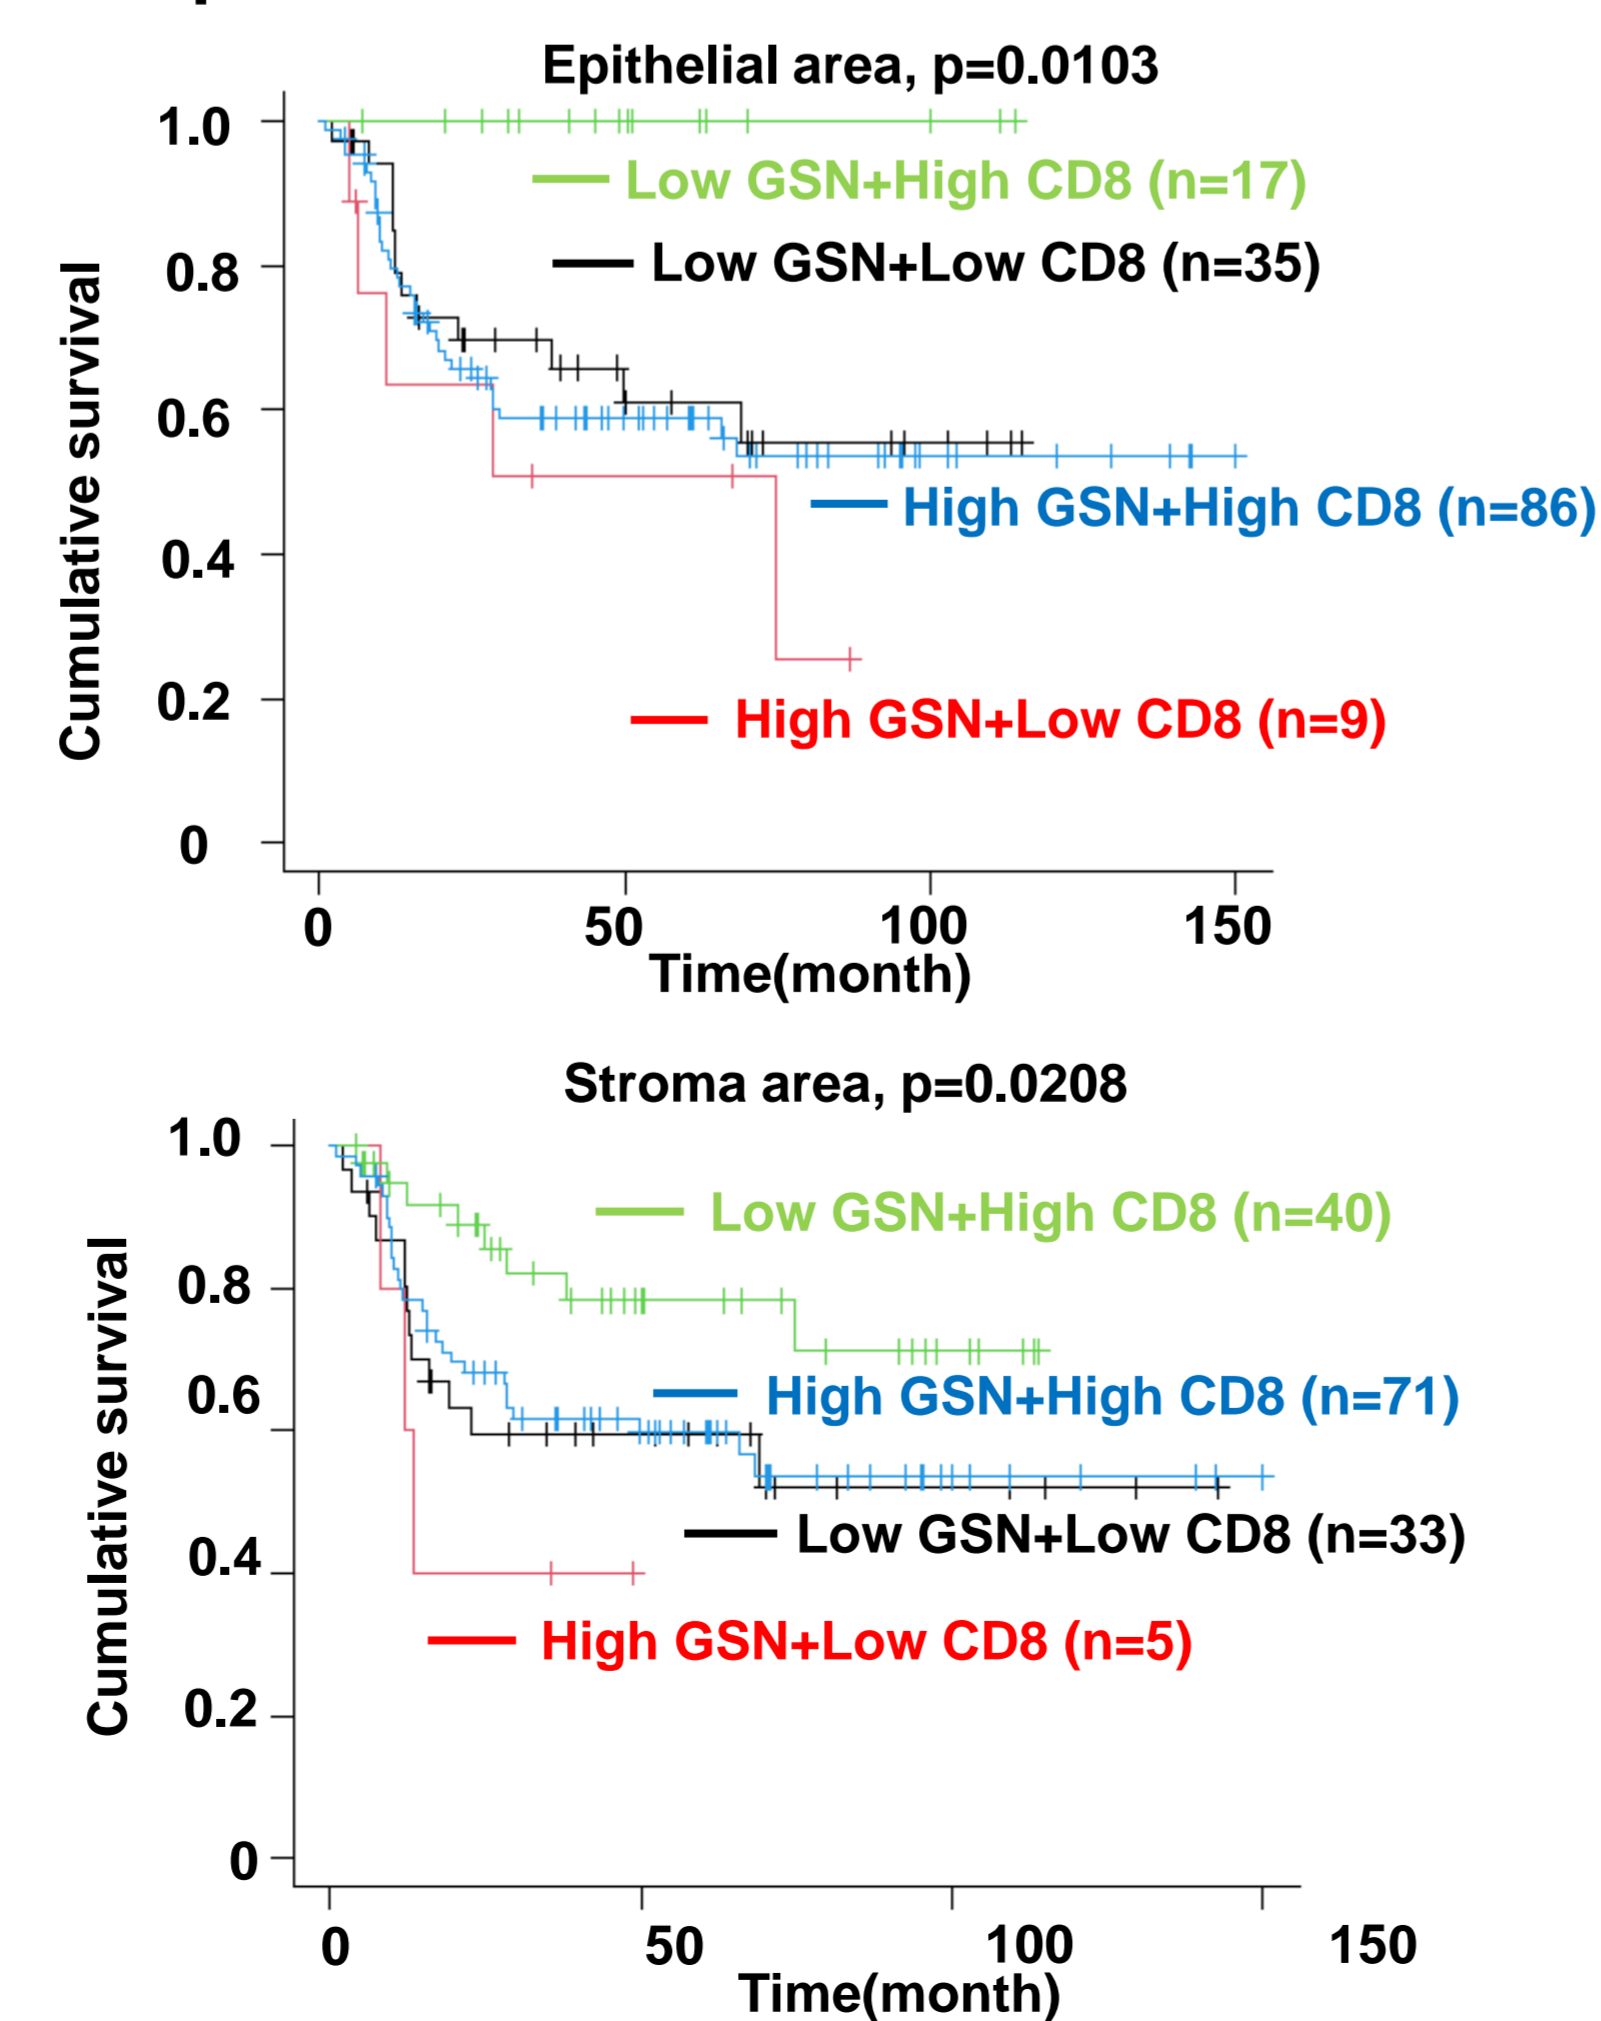 Epithelial area, p=0.0103
1.0
Low GSN+High CD8 (n=17)
Low GSN+Low CD8 (n=35)
0.8
0.6
High GSN+High CD8 (n=86)
0.4
0.2
High GSN+Low CD8 (n=9)
0
Cumulative survival
0 50 100 150
Time(month)
Stroma area, p=0.0208
1.0
Low GSN+High CD8 (n=40)
0.8
0.6
High GSN+High CD8 (n=71)
Low GSN+Low CD8 (n=33)
0.4
High GSN+Low CD8 (n=5)
0.2
0
Cumulative survival
0 50 100 150
Time(month)